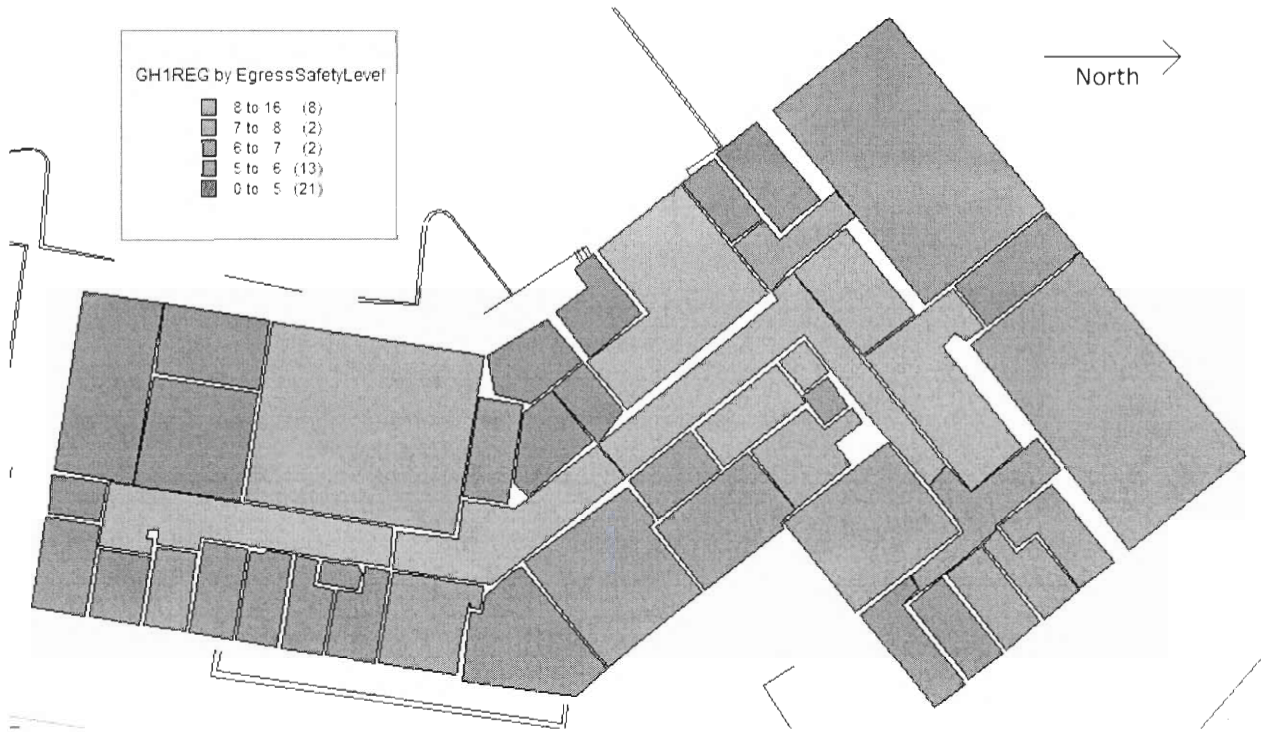 GH1REG by EgressSafetyLevel
8 to 16 (8)
7 to 8 (2)
6 to 7 (2)
5 to 6 (13)
0 to 5 (21)
North